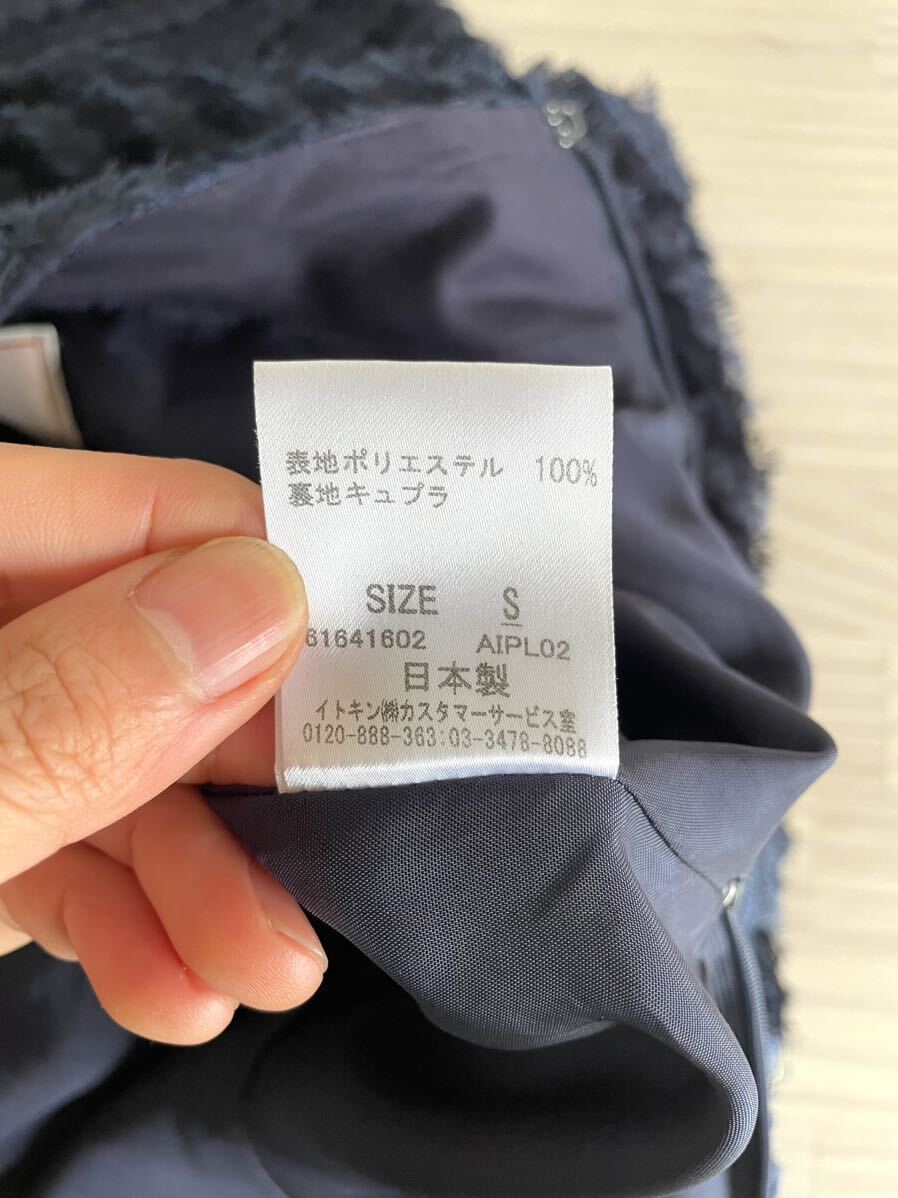 表地ポリエステル 100%
裏地キュプラ
SIZE S
61641602 AIPL02
日本製
イトキン㈱カスタマーサービス室
0120-888-363:03-3478-8088